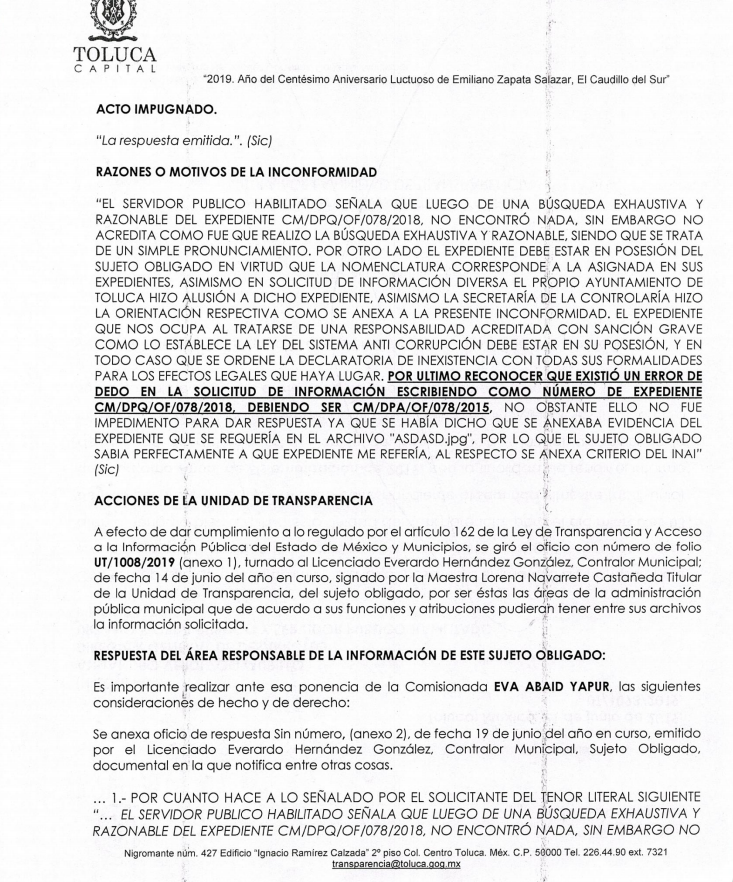 TOLUCA
CAPITAL
"2019. Año del Centésimo Aniversario Luctuoso de Emiliano Zapata Salazar, El Caudillo del Sur"
ACTO IMPUGNADO.
"La respuesta emitida.". (Sic)
RAZONES O MOTIVOS DE LA INCONFORMIDAD
"EL SERVIDOR PUBLICO HABILITADO SEÑALA QUE LUEGO DE UNA BÚSQUEDA EXHAUSTIVA Y
RAZONABLE DEL EXPEDIENTE CM/DPQ/OF/078/2018, NO ENCONTRÓ NADA, SIN EMBARGO NO
ACREDITA COMO FUE QUE REALIZO LA BÚSQUEDA EXHAUSTIVA Y RAZONABLE, SIENDO QUE SE TRATA
DE UN SIMPLE PRONUNCIAMIENTO. POR OTRO LADO EL EXPEDIENTE DEBE ESTAR EN POSESIÓN DEL
SUJETO OBLIGADO EN VIRTUD QUE LA NOMENCLATURA CORRESPONDE A LA ASIGNADA EN SUS
EXPEDIENTES, ASIMISMO EN SOLICITUD DE INFORMACIÓN DIVERSA EL PROPIO AYUNTAMIENTO DE
TOLUCA HIZO ALUSIÓN A DICHO EXPEDIENTE, ASIMISMO LA SECRETARÍA DE LA CONTROLARÍA HIZO
LA ORIENTACIÓN RESPECTIVA COMO SE ANEXA A LA PRESENTE INCONFORMIDAD. EL EXPEDIENTE
QUE NOS OCUPA AL TRATARSE DE UNA RESPONSABILIDAD ACREDITADA CON SANCIÓN GRAVE
COMO LO ESTABLECE LA LEY DEL SISTEMA ANTI CORRUPCIÓN DEBE ESTAR EN SU POSESIÓN, Y EN
TODO CASO QUE SE ORDENE LA DECLARATORIA DE INEXISTENCIA CON TODAS SUS FORMALIDADES
PARA LOS EFECTOS LEGALES QUE HAYA LUGAR. POR ULTIMO RECONOCER QUE EXISTIÓ UN ERROR DE
DEDO EN LA SOLICITUD DE INFORMACIÓN ESCRIBIENDO COMO NÚMERO DE EXPEDIENTE
CM/DPQ/OF/078/2018, DEBIENDO SER CM/DPA/OF/078/2015, NO OBSTANTE ELLO NO FUE
IMPEDIMENTO PARA DAR RESPUESTA YA QUE SE HABÍA DICHO QUE SE ANEXABA EVIDENCIA DEL
EXPEDIENTE QUE SE REQUERÍA EN EL ARCHIVO "ASDASD.jpg", POR LO QUE EL SUJETO OBLIGADO
SABIA PERFECTAMENTE A QUE EXPEDIENTE ME REFERÍA, AL RESPECTO SE ANEXA CRITERIO DEL INAI"
(Sic)
ACCIONES DE LA UNIDAD DE TRANSPARENCIA
A efecto de dar cumplimiento a lo regulado por el artículo 162 de la Ley de Transparencia y Acceso
a la Información Pública del Estado de México y Municipios, se giró el oficio con número de folio
UT/1008/2019 (anexo 1), turnado al Licenciado Everardo Hernández González, Contralor Municipal;
de fecha 14 de junio del año en curso, signado por la Maestra Lorena Navarrete Castañeda Titular
de la Unidad de Transparencia, del sujeto obligado, por ser éstas las áreas de la administración
pública municipal que de acuerdo a sus funciones y atribuciones pudieran tener entre sus archivos
la información solicitada.
RESPUESTA DEL ÁREA RESPONSABLE DE LA INFORMACIÓN DE ESTE SUJETO OBLIGADO:
Es importante realizar ante esa ponencia de la Comisionada EVA ABAID YAPUR, las siguientes
consideraciones de hecho y de derecho:
Se anexa oficio de respuesta Sin número, (anexo 2), de fecha 19 de junio del año en curso, emitido
por el Licenciado Everardo Hernández González, Contralor Municipal, Sujeto Obligado,
documental en la que notifica entre otras cosas.
... 1.- POR CUANTO HACE A LO SEÑALADO POR EL SOLICITANTE DEL TENOR LITERAL SIGUIENTE
"... EL SERVIDOR PUBLICO HABILITADO SEÑALA QUE LUEGO DE UNA BÚSQUEDA EXHAUSTIVA Y
RAZONABLE DEL EXPEDIENTE CM/DPQ/OF/078/2018, NO ENCONTRÓ NADA, SIN EMBARGO NO
Nigromante núm. 427 Edificio "Ignacio Ramírez Calzada" 2º piso Col. Centro Toluca. Méx. C.P. 50000 Tel. 226.44.90 ext. 7321
transparencia@toluca.gog.mx